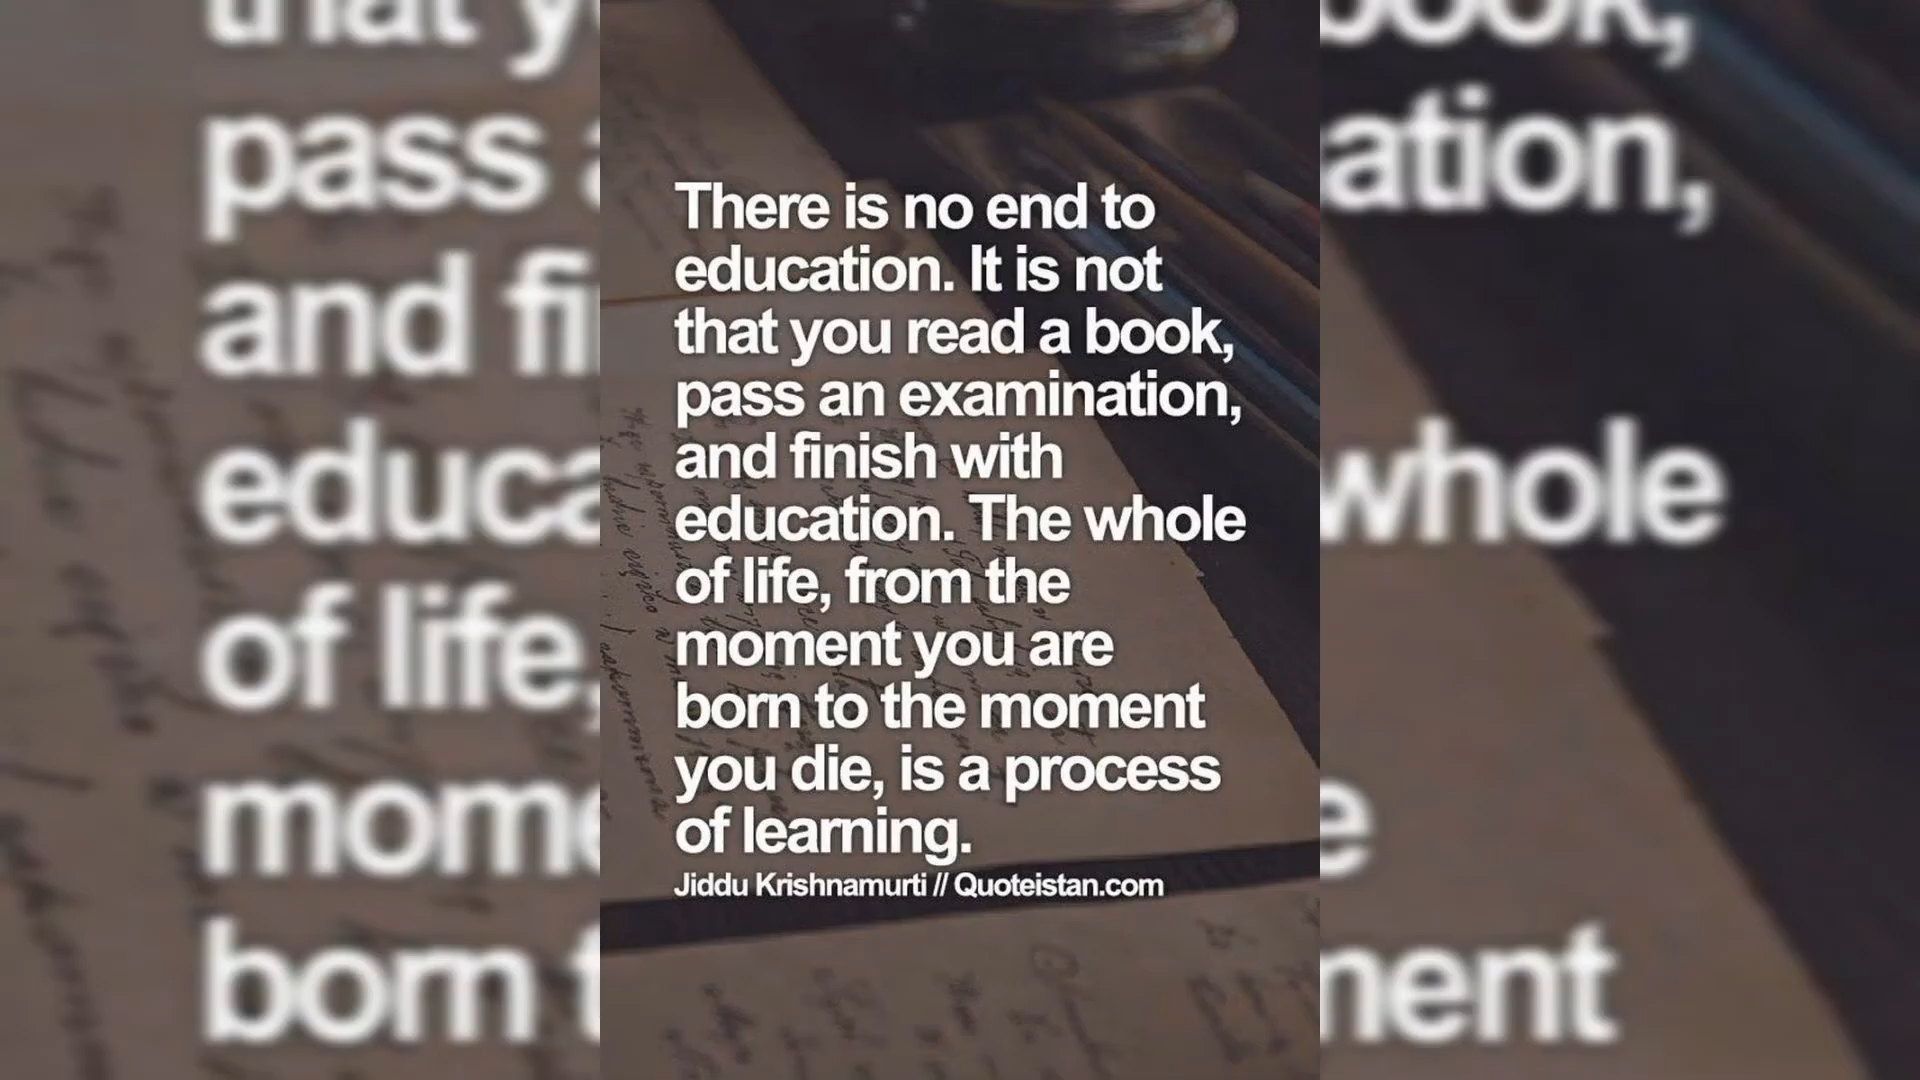 There is no end to
education. It is not
that you read a book,
pass an examination,
and finish with
education. The whole
of life, from the
moment you are
born to the moment
you die, is a process
of learning.
Jiddu Krishnamurti // Quoteistan.com